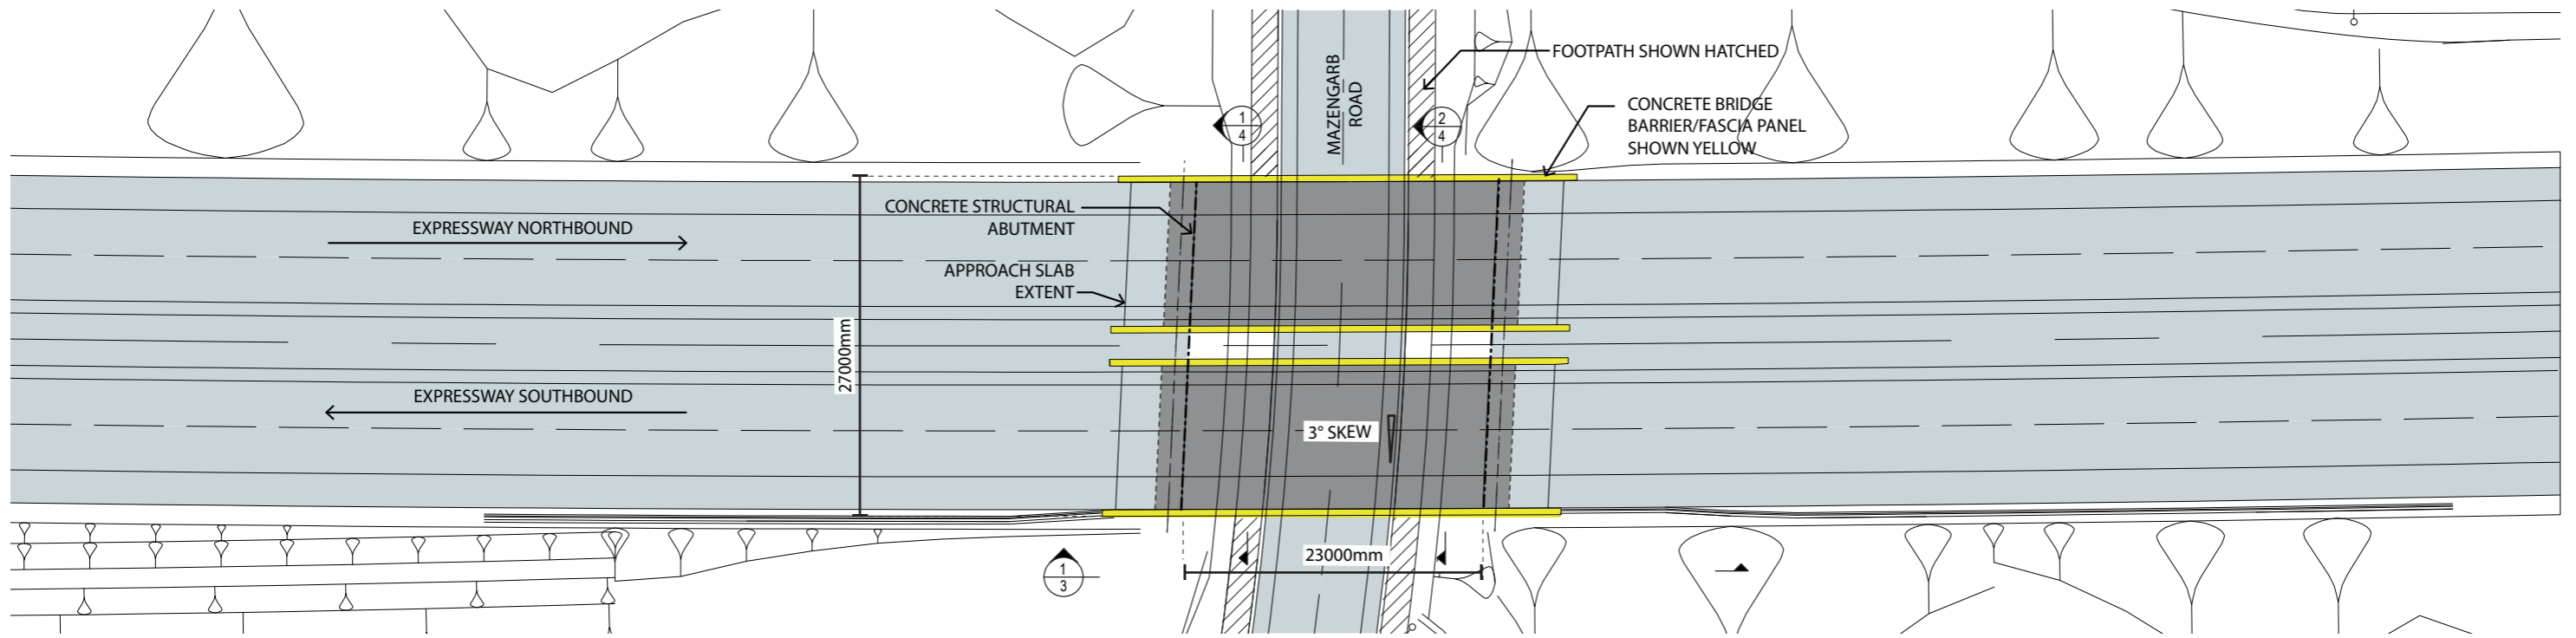 MAZENGARB
ROAD
FOOTPATH SHOWN HATCHED
CONCRETE BRIDGE
BARRIER/FASCIA PANEL
SHOWN YELLOW
1
4
2
4
CONCRETE STRUCTURAL
ABUTMENT
EXPRESSWAY NORTHBOUND
APPROACH SLAB
EXTENT
27000mm
EXPRESSWAY SOUTHBOUND
3° SKEW
23000mm
1
3